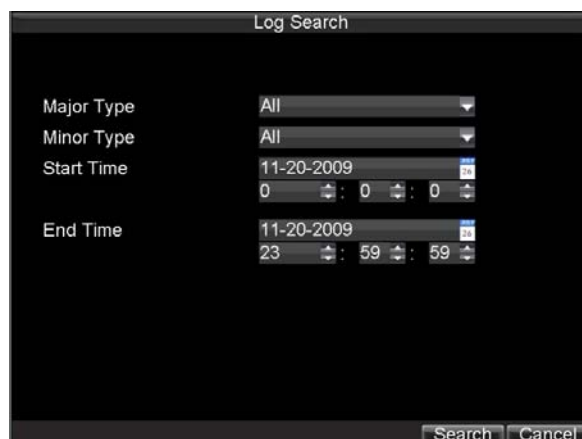 Log Search
Major Type All
Minor Type All
Start Time 11-20-2009
0 : 0 : 0
End Time 11-20-2009
23 : 59 : 59
Search Cancel